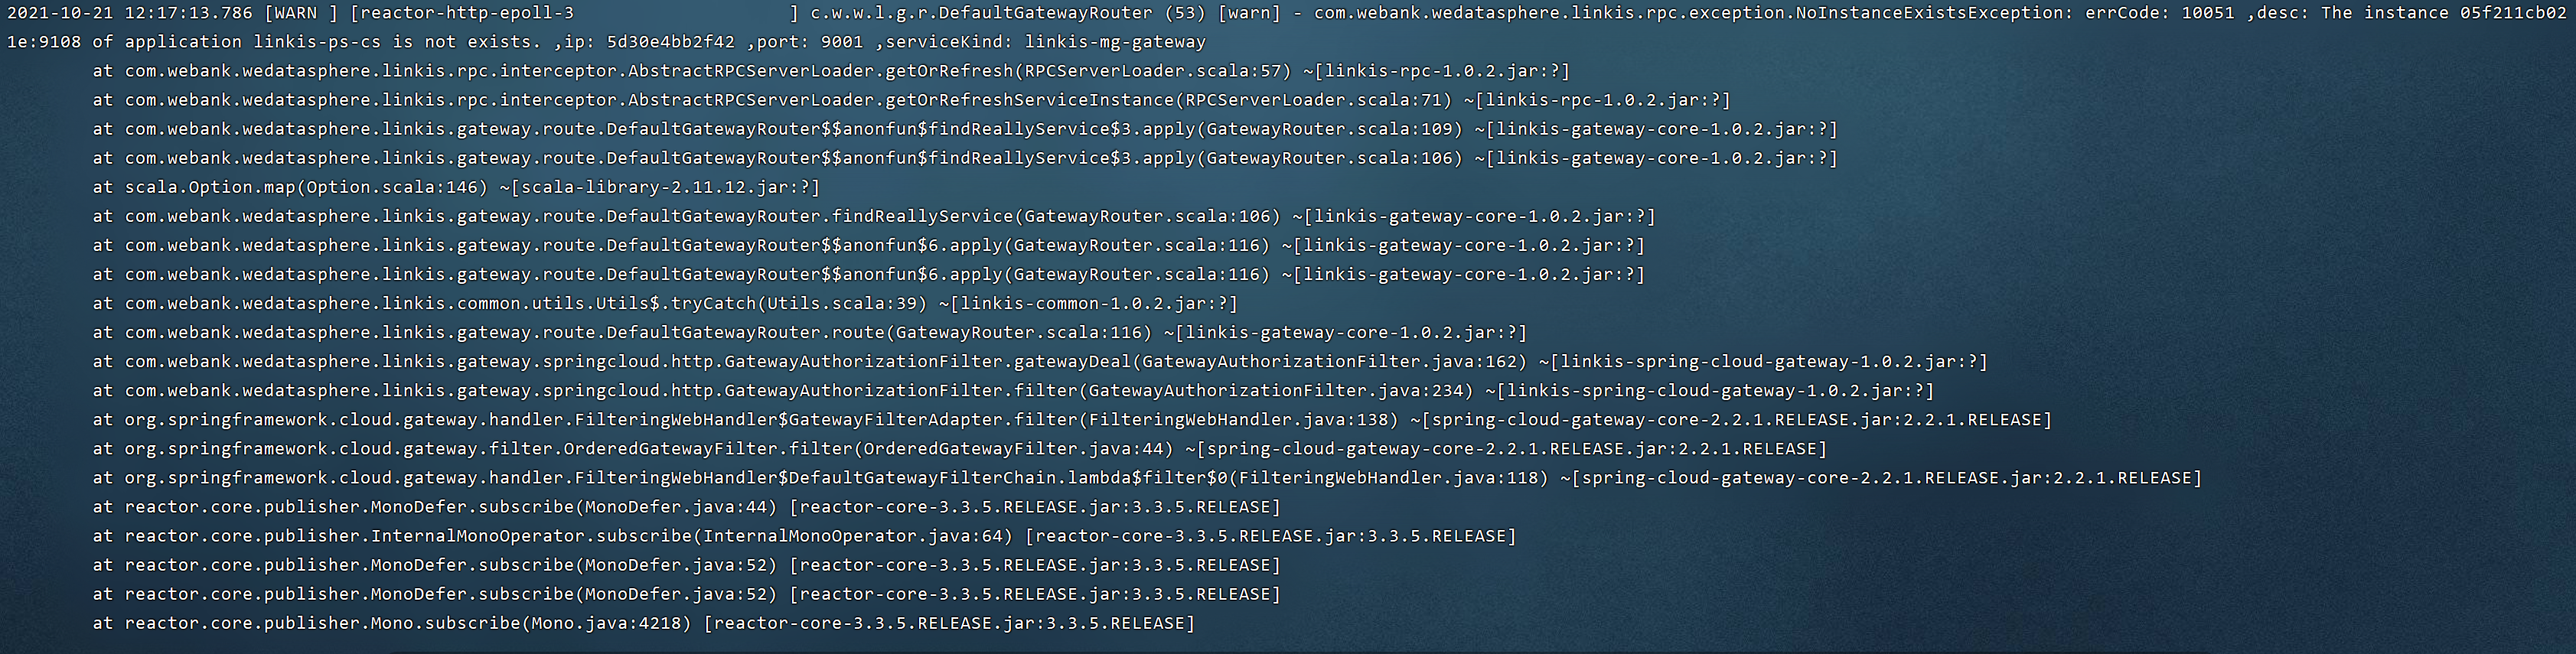 2021-10-21 12:17:13.786 [WARN ] [reactor-http-epoll-3                    ] c.w.w.l.g.r.DefaultGatewayRouter (53) [warn] - com.webank.wedatasphere.linkis.rpc.exception.NoInstanceExistsException: errCode: 10051 ,desc: The instance 05f211cb02
1e:9108 of application linkis-ps-cs is not exists. ,ip: 5d30e4bb2f42 ,port: 9001 ,serviceKind: linkis-mg-gateway
        at com.webank.wedatasphere.linkis.rpc.interceptor.AbstractRPCServerLoader.getOrRefresh(RPCServerLoader.scala:57) ~[linkis-rpc-1.0.2.jar:?]
        at com.webank.wedatasphere.linkis.rpc.interceptor.AbstractRPCServerLoader.getOrRefreshServiceInstance(RPCServerLoader.scala:71) ~[linkis-rpc-1.0.2.jar:?]
        at com.webank.wedatasphere.linkis.gateway.route.DefaultGatewayRouter$$anonfun$findReallyService$3.apply(GatewayRouter.scala:109) ~[linkis-gateway-core-1.0.2.jar:?]
        at com.webank.wedatasphere.linkis.gateway.route.DefaultGatewayRouter$$anonfun$findReallyService$3.apply(GatewayRouter.scala:106) ~[linkis-gateway-core-1.0.2.jar:?]
        at scala.Option.map(Option.scala:146) ~[scala-library-2.11.12.jar:?]
        at com.webank.wedatasphere.linkis.gateway.route.DefaultGatewayRouter.findReallyService(GatewayRouter.scala:106) ~[linkis-gateway-core-1.0.2.jar:?]
        at com.webank.wedatasphere.linkis.gateway.route.DefaultGatewayRouter$$anonfun$6.apply(GatewayRouter.scala:116) ~[linkis-gateway-core-1.0.2.jar:?]
        at com.webank.wedatasphere.linkis.gateway.route.DefaultGatewayRouter$$anonfun$6.apply(GatewayRouter.scala:116) ~[linkis-gateway-core-1.0.2.jar:?]
        at com.webank.wedatasphere.linkis.common.utils.Utils$.tryCatch(Utils.scala:39) ~[linkis-common-1.0.2.jar:?]
        at com.webank.wedatasphere.linkis.gateway.route.DefaultGatewayRouter.route(GatewayRouter.scala:116) ~[linkis-gateway-core-1.0.2.jar:?]
        at com.webank.wedatasphere.linkis.gateway.springcloud.http.GatewayAuthorizationFilter.gatewayDeal(GatewayAuthorizationFilter.java:162) ~[linkis-spring-cloud-gateway-1.0.2.jar:?]
        at com.webank.wedatasphere.linkis.gateway.springcloud.http.GatewayAuthorizationFilter.filter(GatewayAuthorizationFilter.java:234) ~[linkis-spring-cloud-gateway-1.0.2.jar:?]
        at org.springframework.cloud.gateway.handler.FilteringWebHandler$GatewayFilterAdapter.filter(FilteringWebHandler.java:138) ~[spring-cloud-gateway-core-2.2.1.RELEASE.jar:2.2.1.RELEASE]
        at org.springframework.cloud.gateway.filter.OrderedGatewayFilter.filter(OrderedGatewayFilter.java:44) ~[spring-cloud-gateway-core-2.2.1.RELEASE.jar:2.2.1.RELEASE]
        at org.springframework.cloud.gateway.handler.FilteringWebHandler$DefaultGatewayFilterChain.lambda$filter$0(FilteringWebHandler.java:118) ~[spring-cloud-gateway-core-2.2.1.RELEASE.jar:2.2.1.RELEASE]
        at reactor.core.publisher.MonoDefer.subscribe(MonoDefer.java:44) [reactor-core-3.3.5.RELEASE.jar:3.3.5.RELEASE]
        at reactor.core.publisher.InternalMonoOperator.subscribe(InternalMonoOperator.java:64) [reactor-core-3.3.5.RELEASE.jar:3.3.5.RELEASE]
        at reactor.core.publisher.MonoDefer.subscribe(MonoDefer.java:52) [reactor-core-3.3.5.RELEASE.jar:3.3.5.RELEASE]
        at reactor.core.publisher.MonoDefer.subscribe(MonoDefer.java:52) [reactor-core-3.3.5.RELEASE.jar:3.3.5.RELEASE]
        at reactor.core.publisher.Mono.subscribe(Mono.java:4218) [reactor-core-3.3.5.RELEASE.jar:3.3.5.RELEASE]